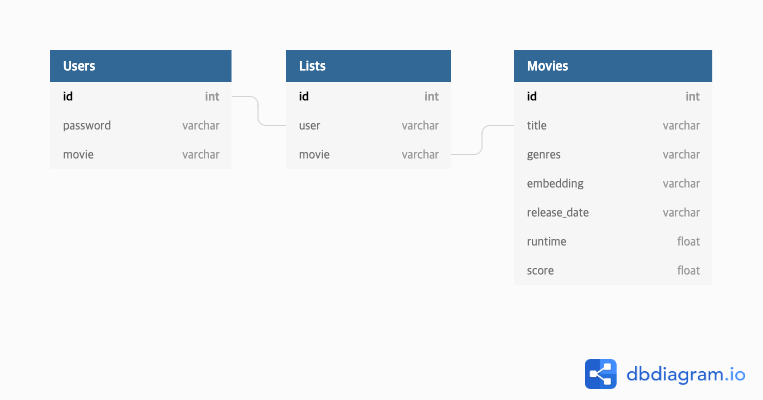 Users
id int
password varchar
movie varchar
Lists
id int
user varchar
movie varchar
Movies
id int
title varchar
genres varchar
embedding varchar
release_date varchar
runtime float
score float
dbdiagram.io